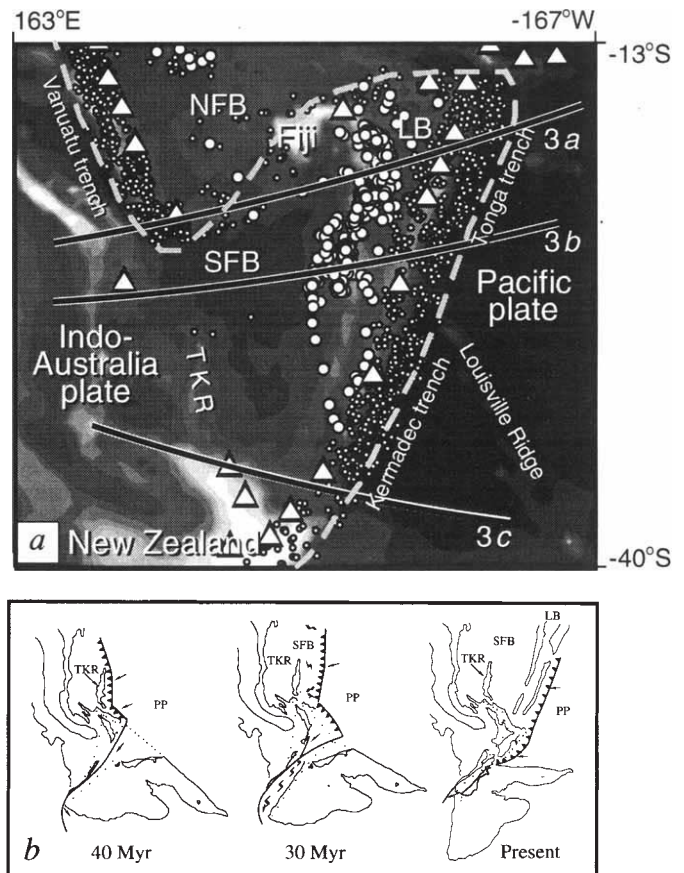 163°E
-167°W
-13°S
NFB
Fiji
LB
3a
Vanuatu trench
Tonga trench
3b
SFB
Pacific
plate
Indo-
Australia
plate
TKR
Louisville Ridge
Kermadec trench
a
New Zealand
3c
-40°S
LB
SFB
SFB
TKR
TKR
TKR
PP
PP
PP
b
40 Myr
30 Myr
Present